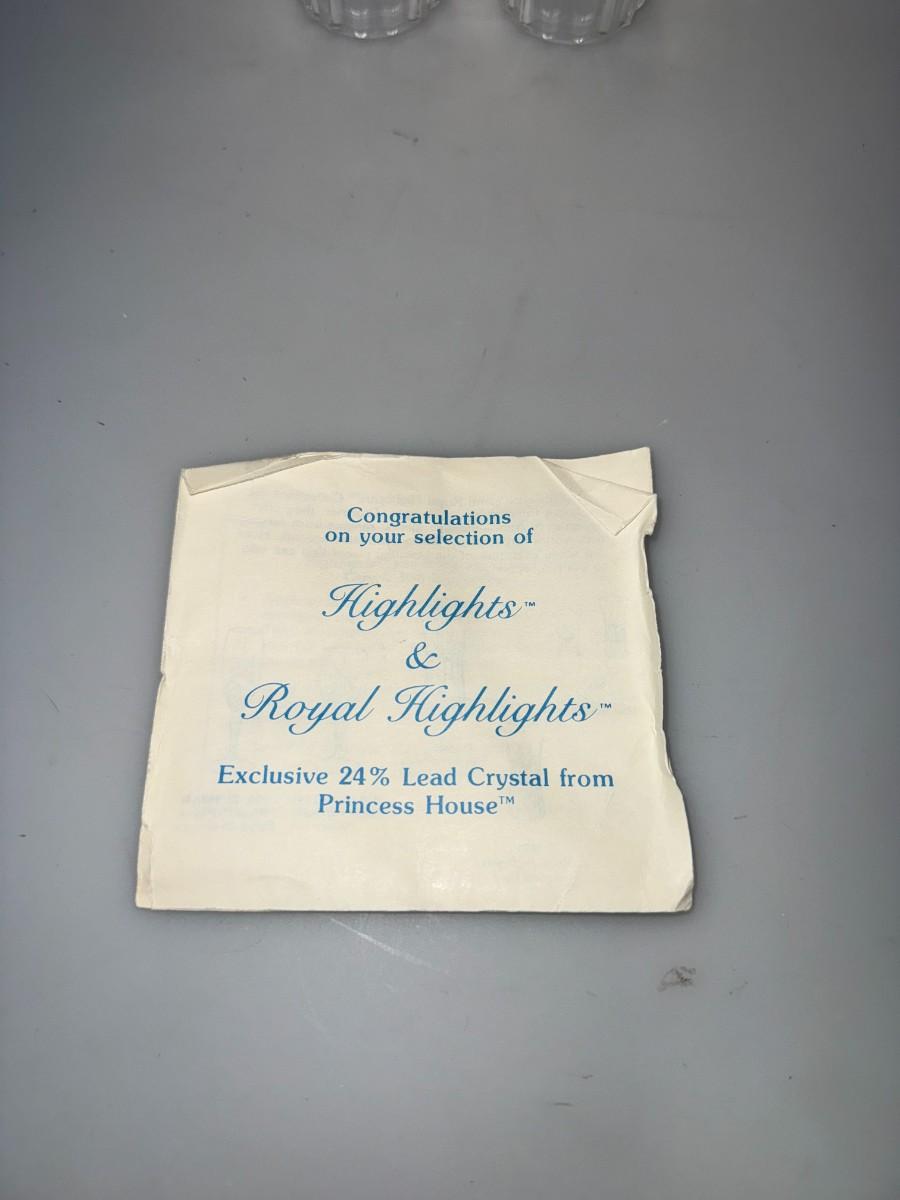 Congratulations
on your selection of
Highlights™
&
Royal Highlights™
Exclusive 24% Lead Crystal from
Princess House™